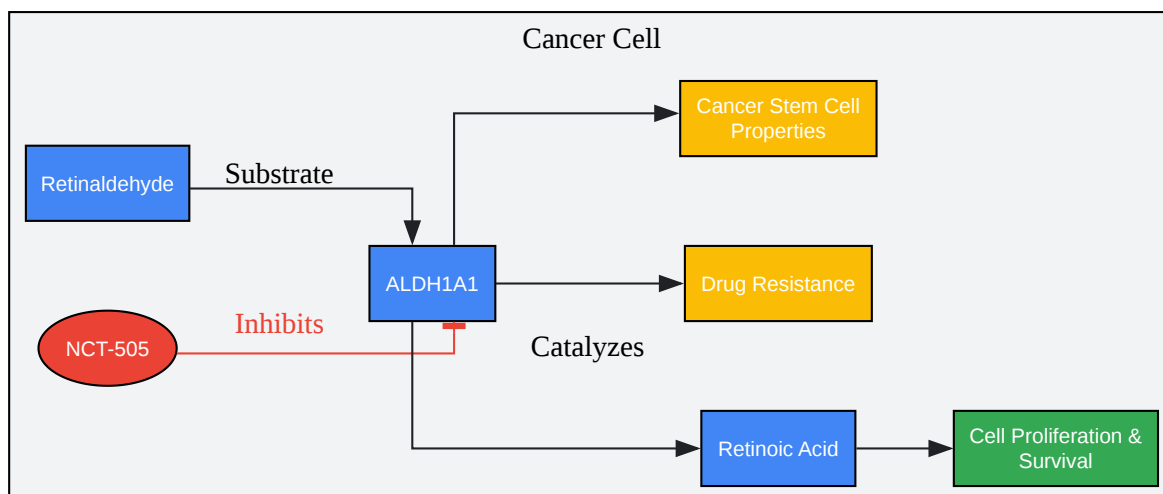 Cancer Cell
Cancer Stem Cell
Properties
Retinaldehyde
Substrate
ALDH1A1
Drug Resistance
Inhibits
NCT-505
Catalyzes
Retinoic Acid
Cell Proliferation &
Survival